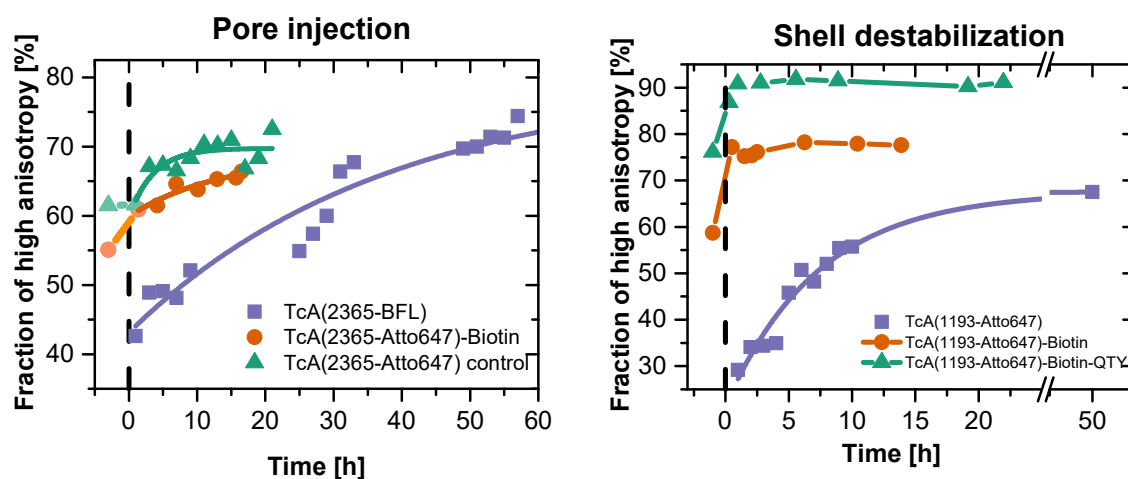 Pore injection
Fraction of high anisotropy [%]
80
70
60
50
40
TcA(2365-BFL)
TcA(2365-Atto647)-Biotin
TcA(2365-Atto647) control
0 10 20 30 40 50 60
Time [h]
Shell destabilization
Fraction of high anisotropy [%]
90
80
70
60
50
40
30
TcA(1193-Atto647)
TcA(1193-Atto647)-Biotin
TcA(1193-Atto647)-Biotin-QTY
0 5 10 15 20 50
Time [h]